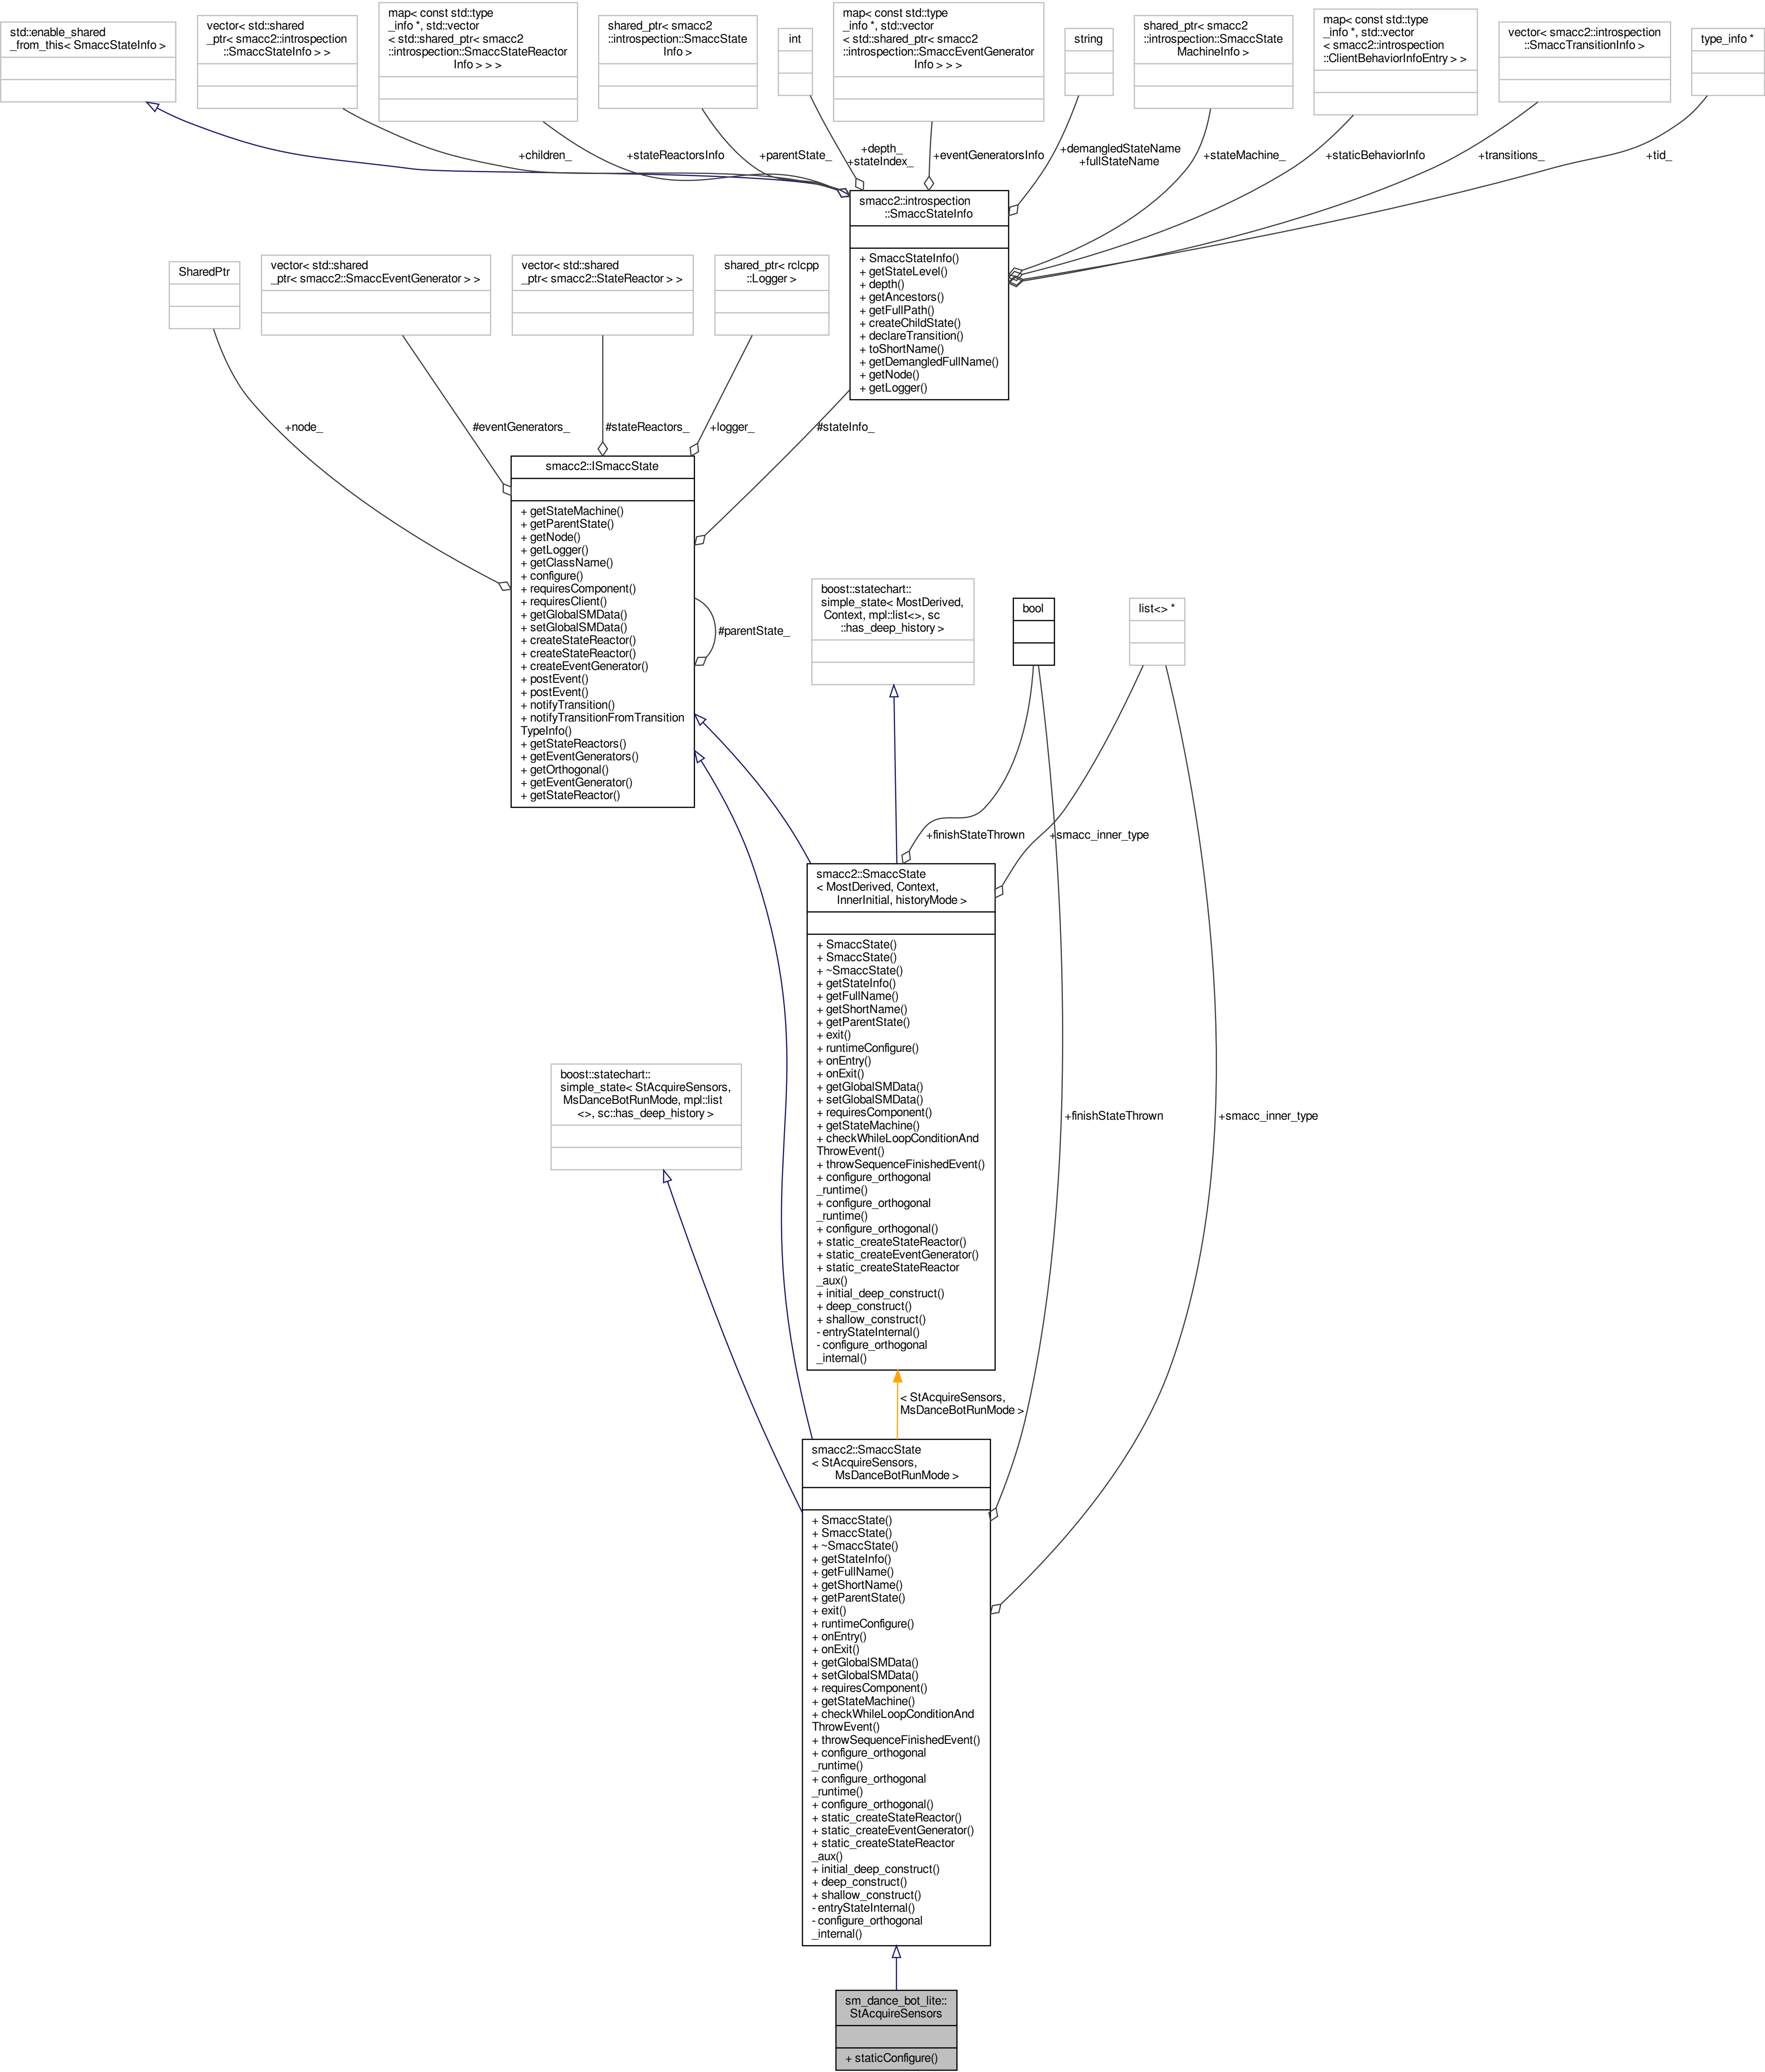 std::enable_shared
_from_this< SmaccStateInfo >
vector< std::shared
_ptr< smacc2::introspection
::SmaccStateInfo > >
map< const std::type
_info *, std::vector
< std::shared_ptr< smacc2
::introspection::SmaccStateReactor
Info > > >
shared_ptr< smacc2
::introspection::SmaccState
Info >
int
map< const std::type
_info *, std::vector
< std::shared_ptr< smacc2
::introspection::SmaccEventGenerator
Info > > >
string
shared_ptr< smacc2
::introspection::SmaccState
MachineInfo >
map< const std::type
_info *, std::vector
< smacc2::introspection
::ClientBehaviorInfoEntry > >
vector< smacc2::introspection
::SmaccTransitionInfo >
type_info *
+children_
+stateReactorsInfo
+parentState_
+depth_
+stateIndex_
+eventGeneratorsInfo
+demangledStateName
+fullStateName
+stateMachine_
+staticBehaviorInfo
+transitions_
+tid_
smacc2::introspection
::SmaccStateInfo
+ SmaccStateInfo()
+ getStateLevel()
+ depth()
+ getAncestors()
+ getFullPath()
+ createChildState()
+ declareTransition()
+ toShortName()
+ getDemangledFullName()
+ getNode()
+ getLogger()
SharedPtr
vector< std::shared
_ptr< smacc2::SmaccEventGenerator > >
vector< std::shared
_ptr< smacc2::StateReactor > >
shared_ptr< rclcpp
::Logger >
+node_
#eventGenerators_
#stateReactors_
+logger_
#stateInfo_
smacc2::ISmaccState
+ getStateMachine()
+ getParentState()
+ getNode()
+ getLogger()
+ getClassName()
+ configure()
+ requiresComponent()
+ requiresClient()
+ getGlobalSMData()
+ setGlobalSMData()
+ createStateReactor()
+ createStateReactor()
+ createEventGenerator()
+ postEvent()
+ postEvent()
+ notifyTransition()
+ notifyTransitionFromTransition
TypeInfo()
+ getStateReactors()
+ getEventGenerators()
+ getOrthogonal()
+ getEventGenerator()
+ getStateReactor()
#parentState_
boost::statechart::
simple_state< MostDerived,
Context, mpl::list<>, sc
::has_deep_history >
bool
list<> *
+finishStateThrown
+smacc_inner_type
smacc2::SmaccState
< MostDerived, Context,
InnerInitial, historyMode >
+ SmaccState()
+ SmaccState()
+ ~SmaccState()
+ getStateInfo()
+ getFullName()
+ getShortName()
+ getParentState()
+ exit()
+ runtimeConfigure()
+ onEntry()
+ onExit()
+ getGlobalSMData()
+ setGlobalSMData()
+ requiresComponent()
+ getStateMachine()
+ checkWhileLoopConditionAnd
ThrowEvent()
+ throwSequenceFinishedEvent()
+ configure_orthogonal
_runtime()
+ configure_orthogonal
_runtime()
+ configure_orthogonal()
+ static_createStateReactor()
+ static_createEventGenerator()
+ static_createStateReactor
_aux()
+ initial_deep_construct()
+ deep_construct()
+ shallow_construct()
- entryStateInternal()
- configure_orthogonal
_internal()
boost::statechart::
simple_state< StAcquireSensors,
MsDanceBotRunMode, mpl::list
<>, sc::has_deep_history >
+finishStateThrown
+smacc_inner_type
< StAcquireSensors,
MsDanceBotRunMode >
smacc2::SmaccState
< StAcquireSensors,
MsDanceBotRunMode >
+ SmaccState()
+ SmaccState()
+ ~SmaccState()
+ getStateInfo()
+ getFullName()
+ getShortName()
+ getParentState()
+ exit()
+ runtimeConfigure()
+ onEntry()
+ onExit()
+ getGlobalSMData()
+ setGlobalSMData()
+ requiresComponent()
+ getStateMachine()
+ checkWhileLoopConditionAnd
ThrowEvent()
+ throwSequenceFinishedEvent()
+ configure_orthogonal
_runtime()
+ configure_orthogonal
_runtime()
+ configure_orthogonal()
+ static_createStateReactor()
+ static_createEventGenerator()
+ static_createStateReactor
_aux()
+ initial_deep_construct()
+ deep_construct()
+ shallow_construct()
- entryStateInternal()
- configure_orthogonal
_internal()
sm_dance_bot_lite::
StAcquireSensors
+ staticConfigure()